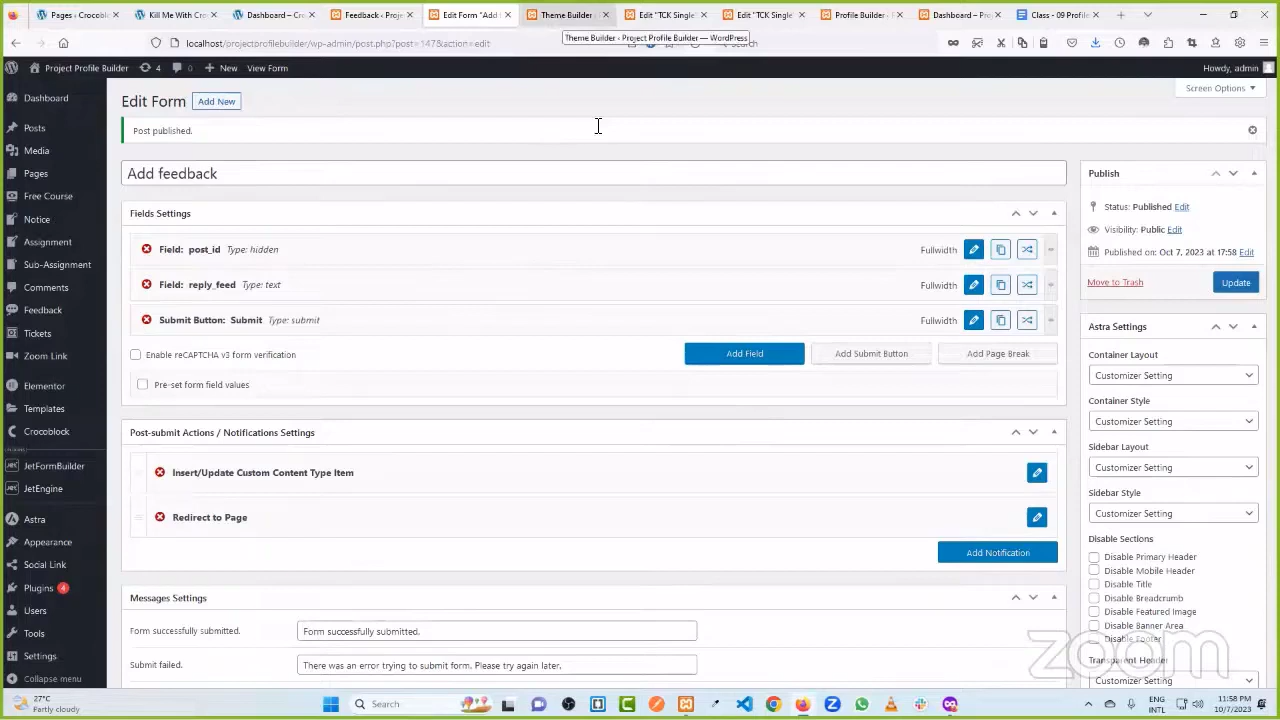 Pages ‹ Crocoblo
Kill Me With Cro
Dashboard ‹ Cro
Feedback ‹ Proje
Edit Form "Add
Theme Builder
Edit "TCK Single
Edit "TCK Single
Profile Builder - F
Dashboard ‹ Proj
Class - 09 Profile
localhost/projectprofilebuilder/wp-admin/post.php?post=147&action=edit
Theme Builder ‹ Project Profile Builder — WordPress
Project Profile Builder
4
0
New
View Form
Howdy, admin
Dashboard
Posts
Media
Pages
Free Course
Notice
Assignment
Sub-Assignment
Comments
Feedback
Tickets
Zoom Link
Elementor
Templates
Crocoblock
JetFormBuilder
JetEngine
Astra
Appearance
Social Link
Plugins 4
Users
Tools
Settings
Collapse menu
Edit Form
Add New
Screen Options
Post published.
Add feedback
Fields Settings
Field: post_id Type: hidden
Fullwidth
Field: reply_feed Type: text
Fullwidth
Submit Button: Submit Type: submit
Fullwidth
Enable reCAPTCHA v3 form verification
Add Field
Add Submit Button
Add Page Break
Pre-set form field values
Post-submit Actions / Notifications Settings
Insert/Update Custom Content Type Item
Redirect to Page
Add Notification
Messages Settings
Form successfully submitted.
Form successfully submitted.
Submit failed.
There was an error trying to submit form. Please try again later.
Publish
Status: Published Edit
Visibility: Public Edit
Published on: Oct 7, 2023 at 17:58 Edit
Move to Trash
Update
Astra Settings
Container Layout
Customizer Setting
Container Style
Customizer Setting
Sidebar Layout
Customizer Setting
Sidebar Style
Customizer Setting
Disable Sections
Disable Primary Header
Disable Mobile Header
Disable Title
Disable Breadcrumb
Disable Featured Image
Disable Banner Area
Disable Footer
Transparent Header
Customizer Setting
zoom
27°C
Partly cloudy
Search
ENG
INTL
11:58 PM
10/7/2023